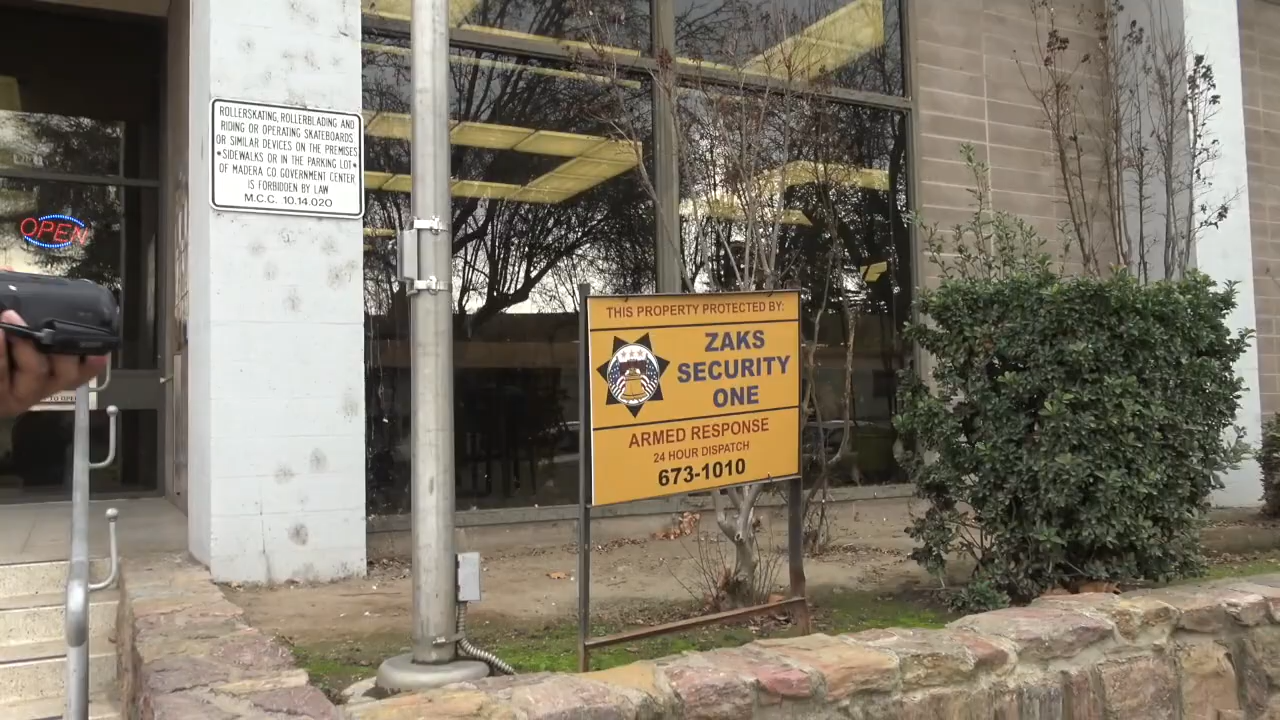 ROLLERSKATING, ROLLERBLADING AND
RIDING OR OPERATING SKATEBOARDS
OR SIMILAR DEVICES ON THE PREMISES
SIDEWALKS OR IN THE PARKING LOT
OF MADERA CO GOVERNMENT CENTER
IS FORBIDDEN BY LAW
M.C.C. 10.14.020
OPEN
THIS PROPERTY PROTECTED BY:
ZAKS
SECURITY
ONE
ARMED RESPONSE
24 HOUR DISPATCH
673-1010